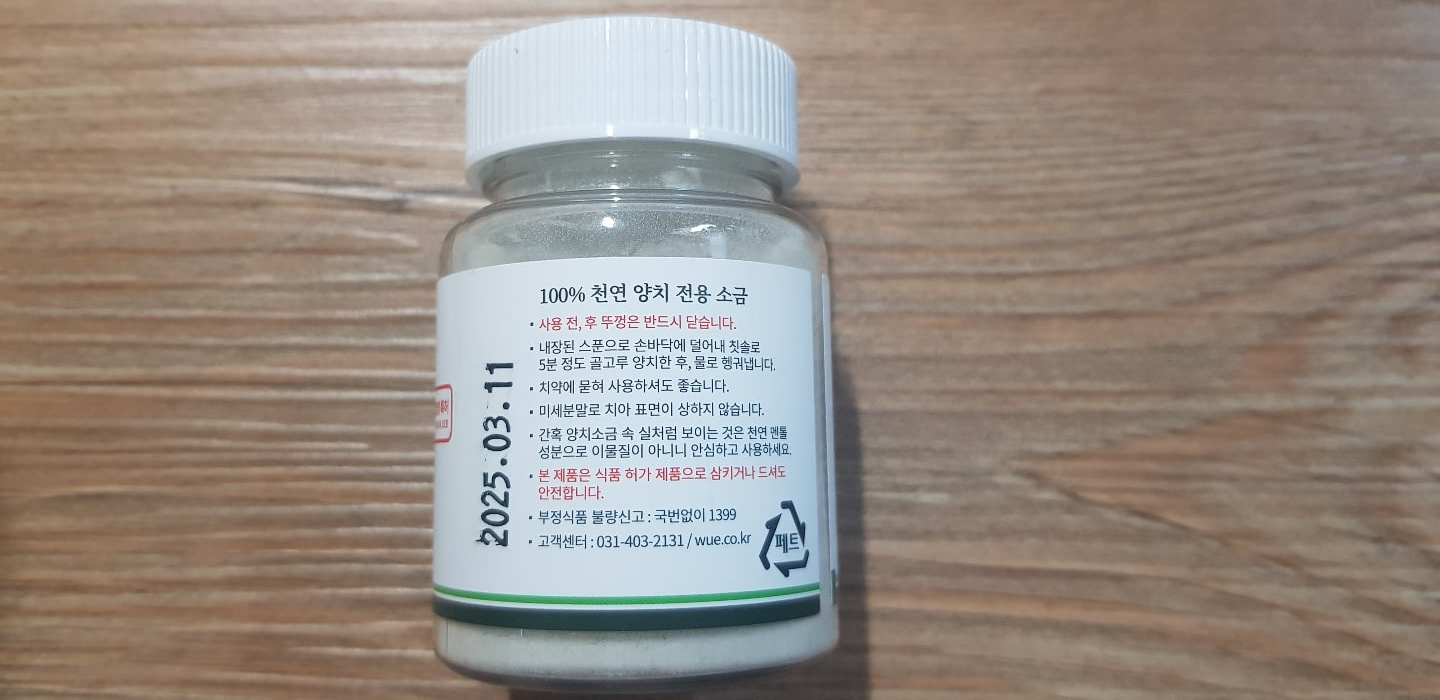 100% 천연 양치 전용 소금
· 사용 전, 후 뚜껑은 반드시 닫습니다.
· 내장된 스푼으로 손바닥에 덜어내 칫솔로
5분 정도 골고루 양치한 후, 물로 헹궈냅니다.
· 치약에 묻혀 사용하셔도 좋습니다.
· 미세분말로 치아 표면이 상하지 않습니다.
· 간혹 양치소금 속 실처럼 보이는 것은 천연 멘톨
성분으로 이물질이 아니니 안심하고 사용하세요.
· 본 제품은 식품 허가 제품으로 삼키거나 드셔도
안전합니다.
· 부정식품 불량신고 : 국번없이 1399
· 고객센터 : 031-403-2131 / wue.co.kr
페트
2025.03.11